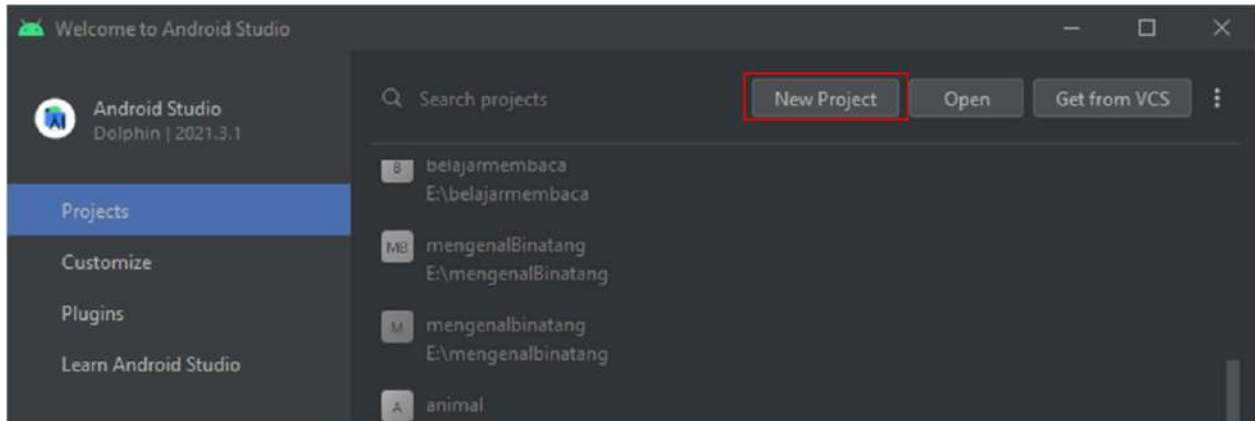 Welcome to Android Studio
Android Studio
Dolphin | 2021.3.1
Projects
Customize
Plugins
Learn Android Studio
Search projects
New Project
Open
Get from VCS
B
belajarmembaca
E:\belajarmembaca
MB
mengenalBinatang
E:\mengenalBinatang
M
mengenalbinatang
E:\mengenalbinatang
A
animal